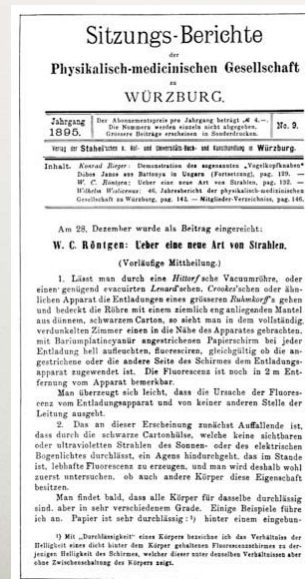 Sitzungs-Berichte
der
Physikalisch-medicinischen Gesellschaft
zu
WÜRZBURG.
Jahrgang
1895.
Der Abonnementspreis pro Jahrgang beträgt ℳ 4.—.
Die Nummern werden einzeln nicht abgegeben.
Grössere Beiträge erscheinen in Sonderdrucken.
No. 9.
Verlag der Stahel'schen k. Hof- und Universitäts-Buch- und Kunsthandlung in Würzburg.
Inhalt. Konrad Rieger: Demonstration des sogenannten „Vogelkopfknaben"
Dobos Janos aus Battonya in Ungarn (Fortsetzung), pag. 129. —
W. C. Röntgen: Ueber eine neue Art von Strahlen, pag. 132. —
Wilhelm Wislicenus: 46. Jahresbericht der physikalisch-medicinischen
Gesellschaft zu Würzburg, pag. 142. — Mitglieder-Verzeichniss, pag. 146.
Am 28. Dezember wurde als Beitrag eingereicht:
W. C. Röntgen: Ueber eine neue Art von Strahlen.
(Vorläufige Mittheilung.)
1. Lässt man durch eine Hittorf'sche Vacuumröhre, oder
einen genügend evacuirten Lenard'schen, Crookes'schen oder ähn-
lichen Apparat die Entladungen eines grösseren Ruhmkorff's gehen
und bedeckt die Röhre mit einem ziemlich eng anliegenden Mantel
aus dünnem, schwarzem Carton, so sieht man in dem vollständig
verdunkelten Zimmer einen in die Nähe des Apparates gebrachten,
mit Bariumplatincyanür angestrichenen Papierschirm bei jeder
Entladung hell aufleuchten, fluoresciren, gleichgültig ob die an-
gestrichene oder die andere Seite des Schirmes dem Entladungs-
apparat zugewendet ist. Die Fluorescenz ist noch in 2 m Ent-
fernung vom Apparat bemerkbar.
Man überzeugt sich leicht, dass die Ursache der Fluores-
cenz vom Entladungsapparat und von keiner anderen Stelle der
Leitung ausgeht.
2. Das an dieser Erscheinung zunächst Auffallende ist,
dass durch die schwarze Cartonhülse, welche keine sichtbaren
oder ultravioletten Strahlen des Sonnen- oder des elektrischen
Bogenlichtes durchlässt, ein Agens hindurchgeht, das im Stande
ist, lebhafte Fluorescenz zu erzeugen, und man wird deshalb wohl
zuerst untersuchen, ob auch andere Körper diese Eigenschaft
besitzen.
Man findet bald, dass alle Körper für dasselbe durchlässig
sind, aber in sehr verschiedenem Grade. Einige Beispiele führe
ich an. Papier ist sehr durchlässig: ¹) hinter einem eingebun-
¹) Mit „Durchlässigkeit" eines Körpers bezeichne ich das Verhältniss der
Helligkeit eines dicht hinter dem Körper gehaltenen Fluorescenzschirmes zu der-
jenigen Helligkeit des Schirmes, welcher dieser unter denselben Verhältnissen aber
ohne Zwischenschaltung des Körpers zeigt.